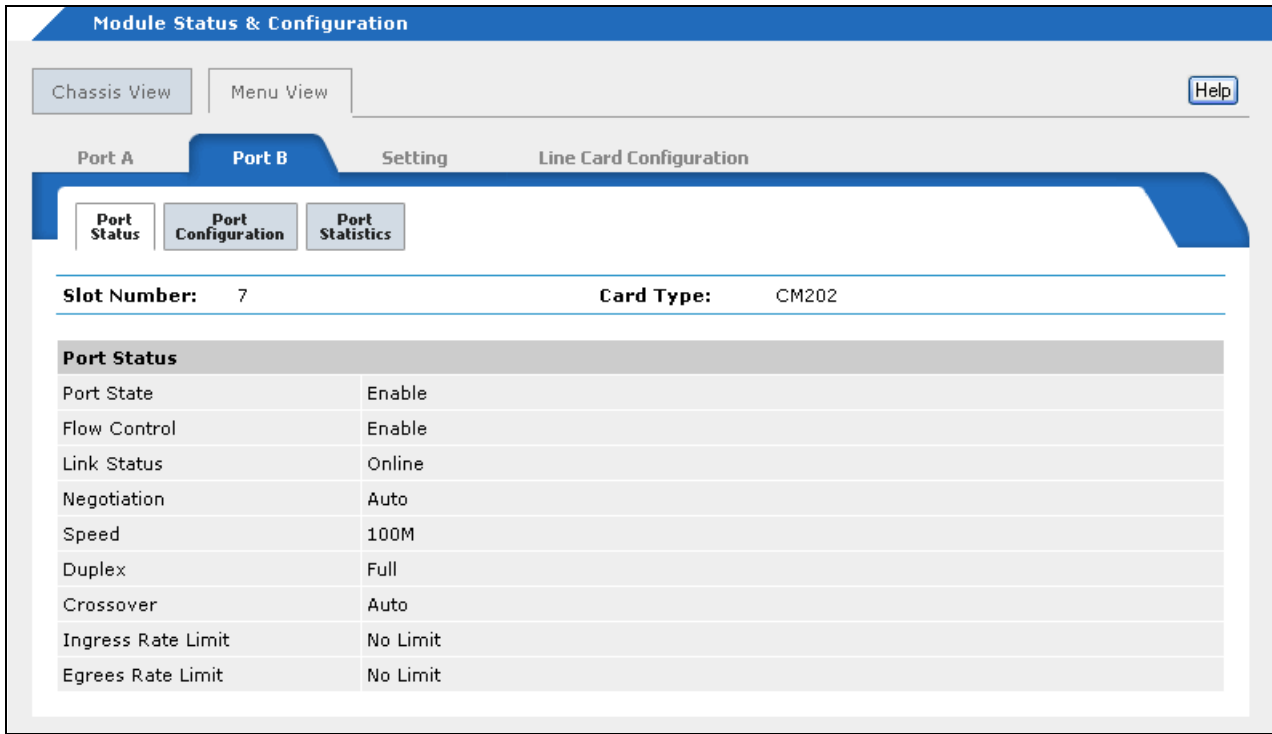 Module Status & Configuration
Chassis View Menu View Help
Port A Port B Setting Line Card Configuration
Port Port Port
Status Configuration Statistics
Slot Number: 7 Card Type: CM202
Port Status
Port State Enable
Flow Control Enable
Link Status Online
Negotiation Auto
Speed 100M
Duplex Full
Crossover Auto
Ingress Rate Limit No Limit
Egrees Rate Limit No Limit